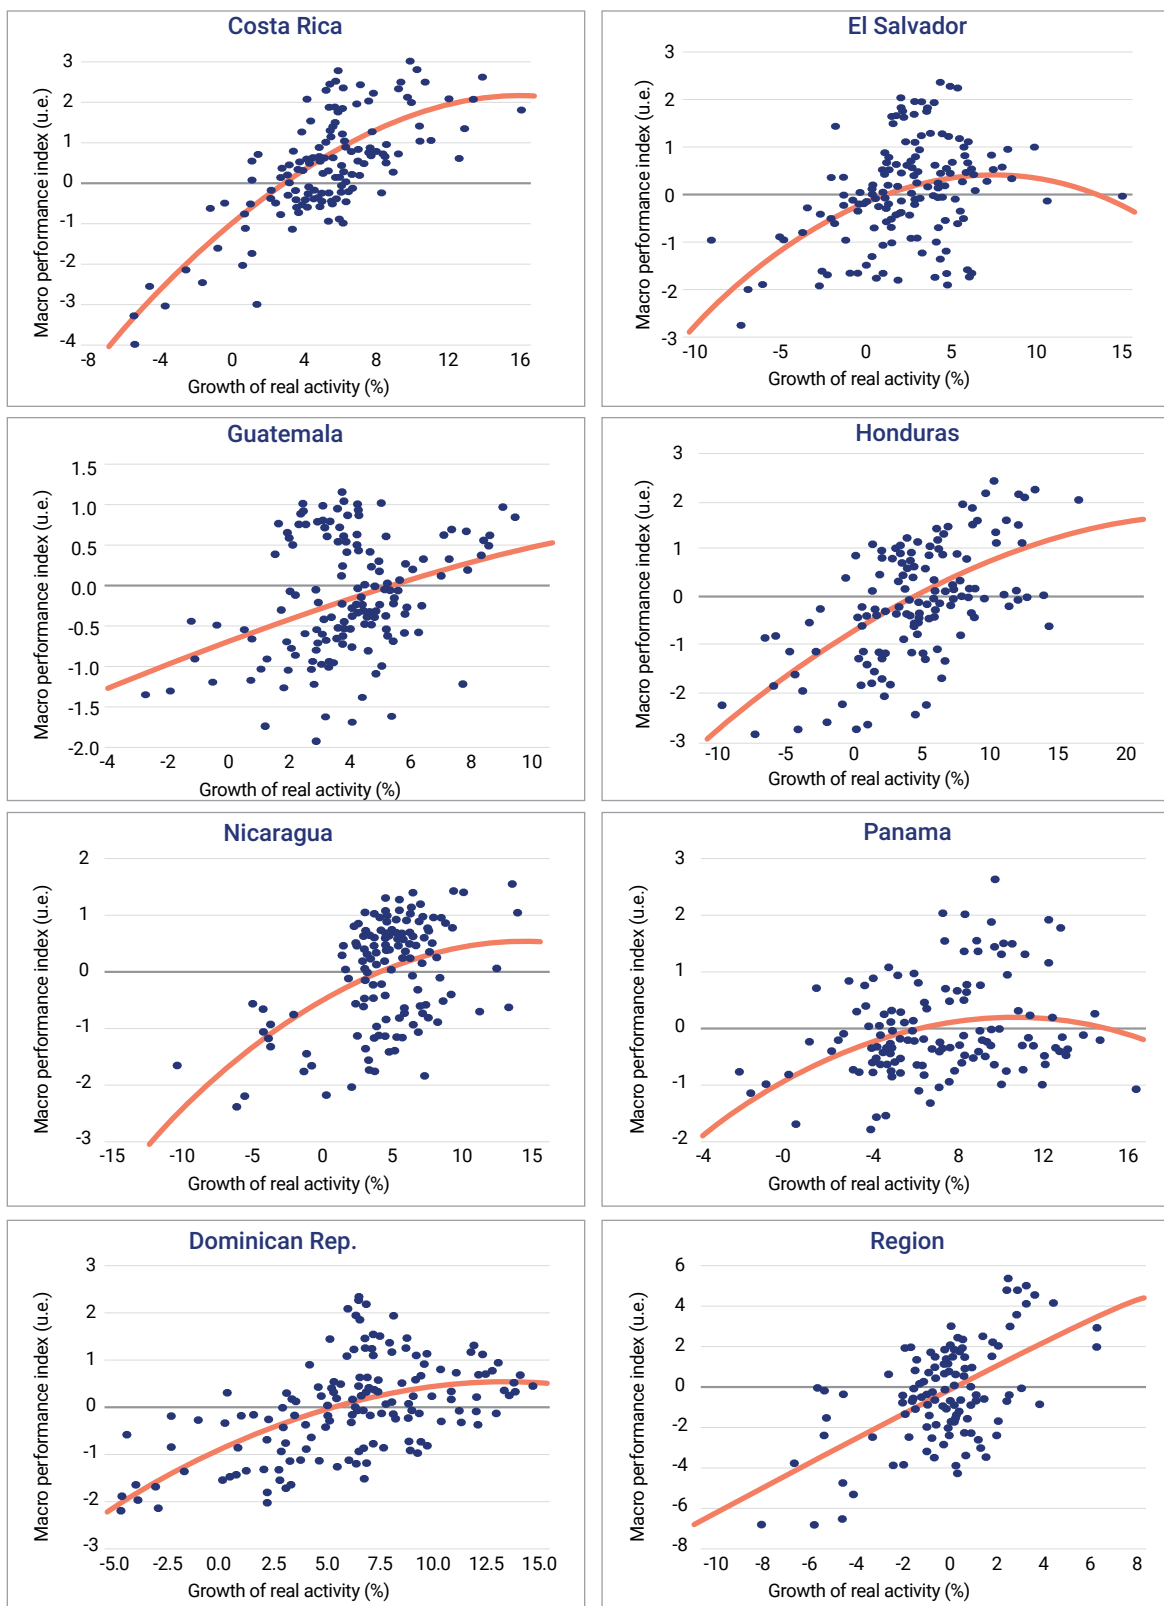 Costa Rica
Macro performance index (u.e.)
3
2
1
0
-1
-2
-3
-4
-8 -4 0 4 8 12 16
Growth of real activity (%)
El Salvador
Macro performance index (u.e.)
3
2
1
0
-1
-2
-3
-10 -5 0 5 10 15
Growth of real activity (%)
Guatemala
Macro performance index (u.e.)
1.5
1.0
0.5
0.0
-0.5
-1.0
-1.5
-2.0
-4 -2 0 2 4 6 8 10
Growth of real activity (%)
Honduras
Macro performance index (u.e.)
3
2
1
0
-1
-2
-3
-10 -5 0 5 10 15 20
Growth of real activity (%)
Nicaragua
Macro performance index (u.e.)
2
1
0
-1
-2
-3
-15 -10 -5 0 5 10 15
Growth of real activity (%)
Panama
Macro performance index (u.e.)
3
2
1
0
-1
-2
-4 -0 -4 8 12 16
Growth of real activity (%)
Dominican Rep.
Macro performance index (u.e.)
3
2
1
0
-1
-2
-3
-5.0 -2.5 0.0 2.5 5.0 7.5 10.0 12.5 15.0
Growth of real activity (%)
Region
Macro performance index (u.e.)
6
4
2
0
-2
-4
-6
-8
-10 -8 -6 -4 -2 0 2 4 6 8
Growth of real activity (%)